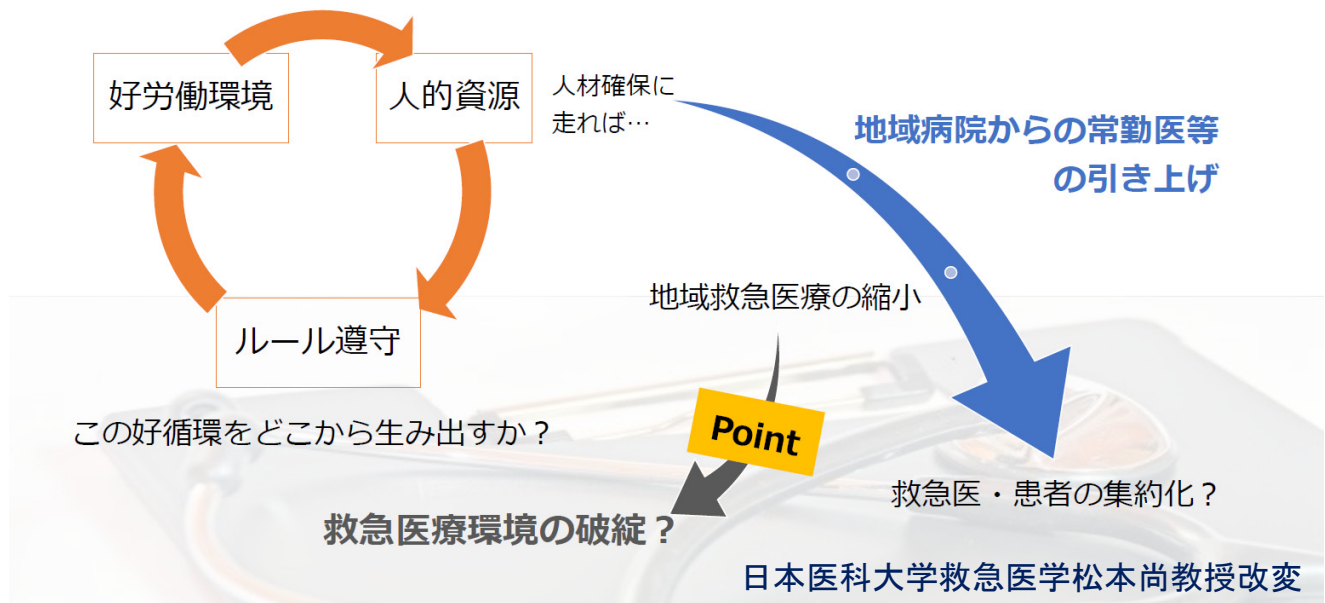 好労働環境
人的資源
人材確保に
走れば…
地域病院からの常勤医等
の引き上げ
地域救急医療の縮小
ルール遵守
この好循環をどこから生み出すか？
Point
救急医・患者の集約化？
救急医療環境の破綻？
日本医科大学救急医学松本尚教授改変